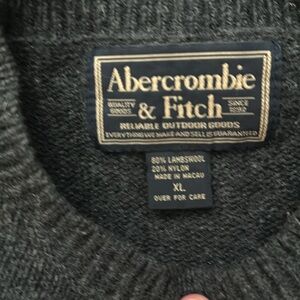 Abercrombie
QUALITY GOODS & Fitch SINCE 1892
RELIABLE OUTDOOR GOODS
EVERYTHING WE MAKE AND SELL IS GUARANTEED
80% LAMBSWOOL
20% NYLON
MADE IN MACAU
XL
OVER FOR CARE